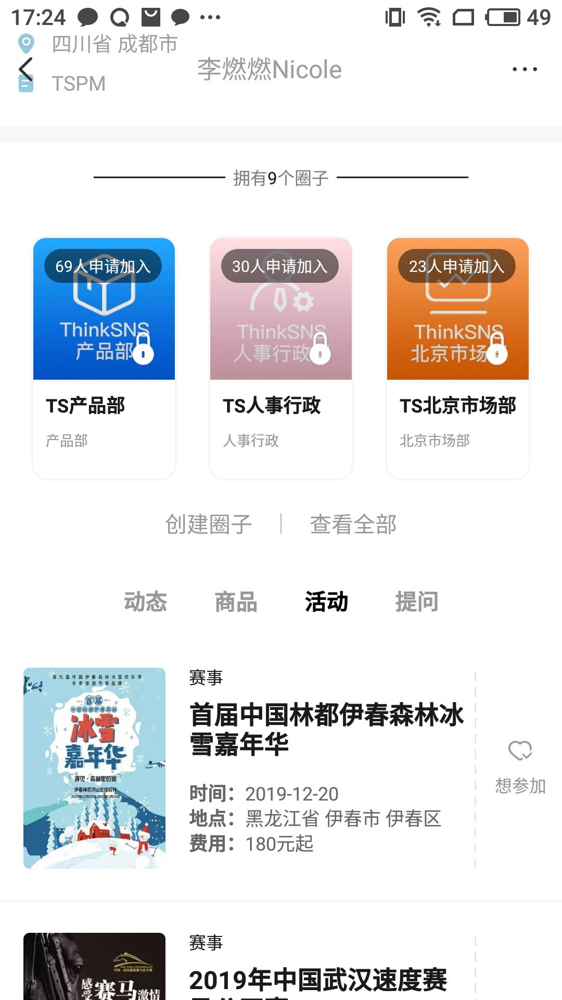 17:24
49
四川省 成都市
李燃燃Nicole
TSPM
拥有9个圈子
69人申请加入
ThinkSNS
产品部
TS产品部
产品部
30人申请加入
ThinkSNS
人事行政
TS人事行政
人事行政
23人申请加入
ThinkSNS
北京市场
TS北京市场部
北京市场部
创建圈子
查看全部
动态
商品
活动
提问
第九届中国伊春森林冰雪欢乐季
冬季旅游节事品牌
首届
中国林都伊春森林
冰雪
嘉年华
遇见·森林里的家
伊春梅花河山庄度假村
2019年12月20日-2020年2月28日
赛事
首届中国林都伊春森林冰
雪嘉年华
时间：2019-12-20
地点：黑龙江省 伊春市 伊春区
费用：180元起
想参加
中国·武汉速度赛马公开赛
感受赛马激情
赛事
2019年中国武汉速度赛